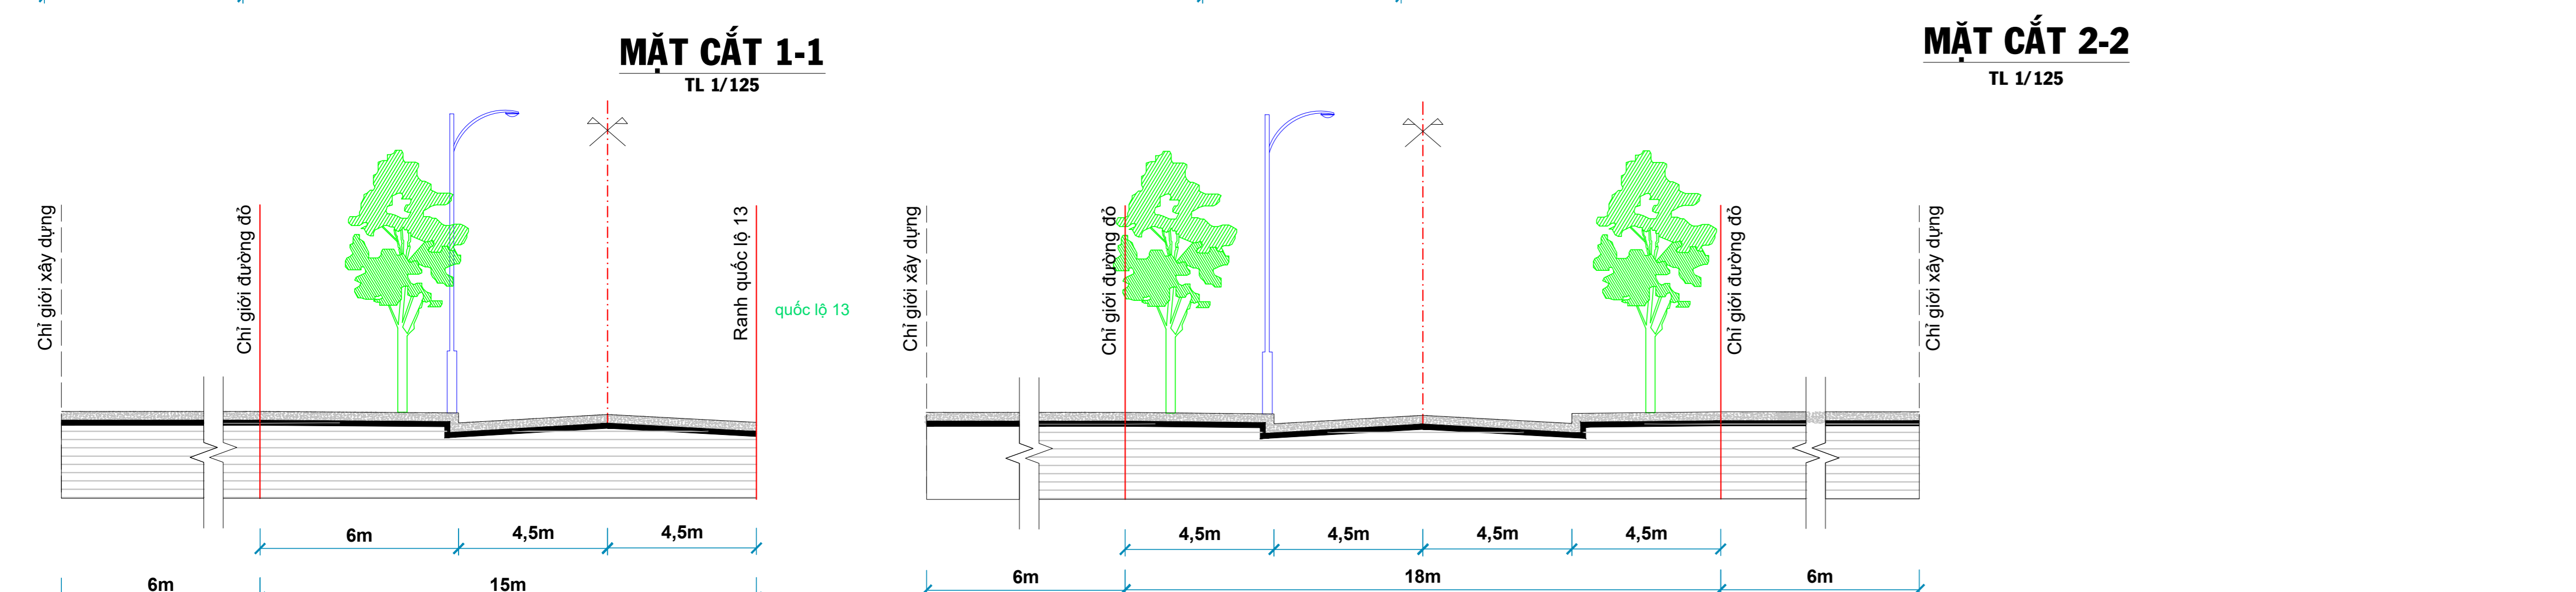 MẶT CẮT 1-1
TL 1/125
MẶT CẮT 2-2
TL 1/125
Chỉ giới xây dựng
Chỉ giới đường đỏ
Ranh quốc lộ 13
quốc lộ 13
Chỉ giới xây dựng
Chỉ giới đường đỏ
Chỉ giới đường đỏ
Chỉ giới xây dựng
6m
4,5m
4,5m
4,5m
4,5m
4,5m
4,5m
6m
15m
6m
18m
6m